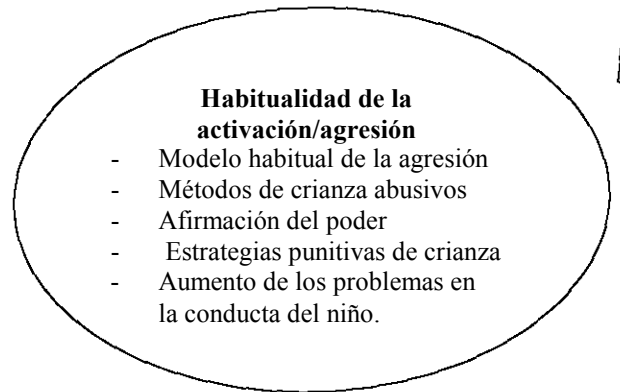 Habitualidad de la
activación/agresión
- Modelo habitual de la agresión
- Métodos de crianza abusivos
- Afirmación del poder
- Estrategias punitivas de crianza
- Aumento de los problemas en
la conducta del niño.